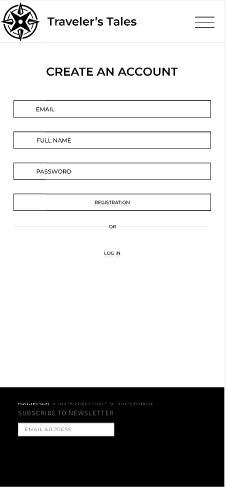 Traveler's Tales
CREATE AN ACCOUNT
EMAIL
FULL NAME
PASSWORD
REGISTRATION
OR
LOG IN
SUBSCRIBE TO NEWSLETTER
EMAIL ADDRESS